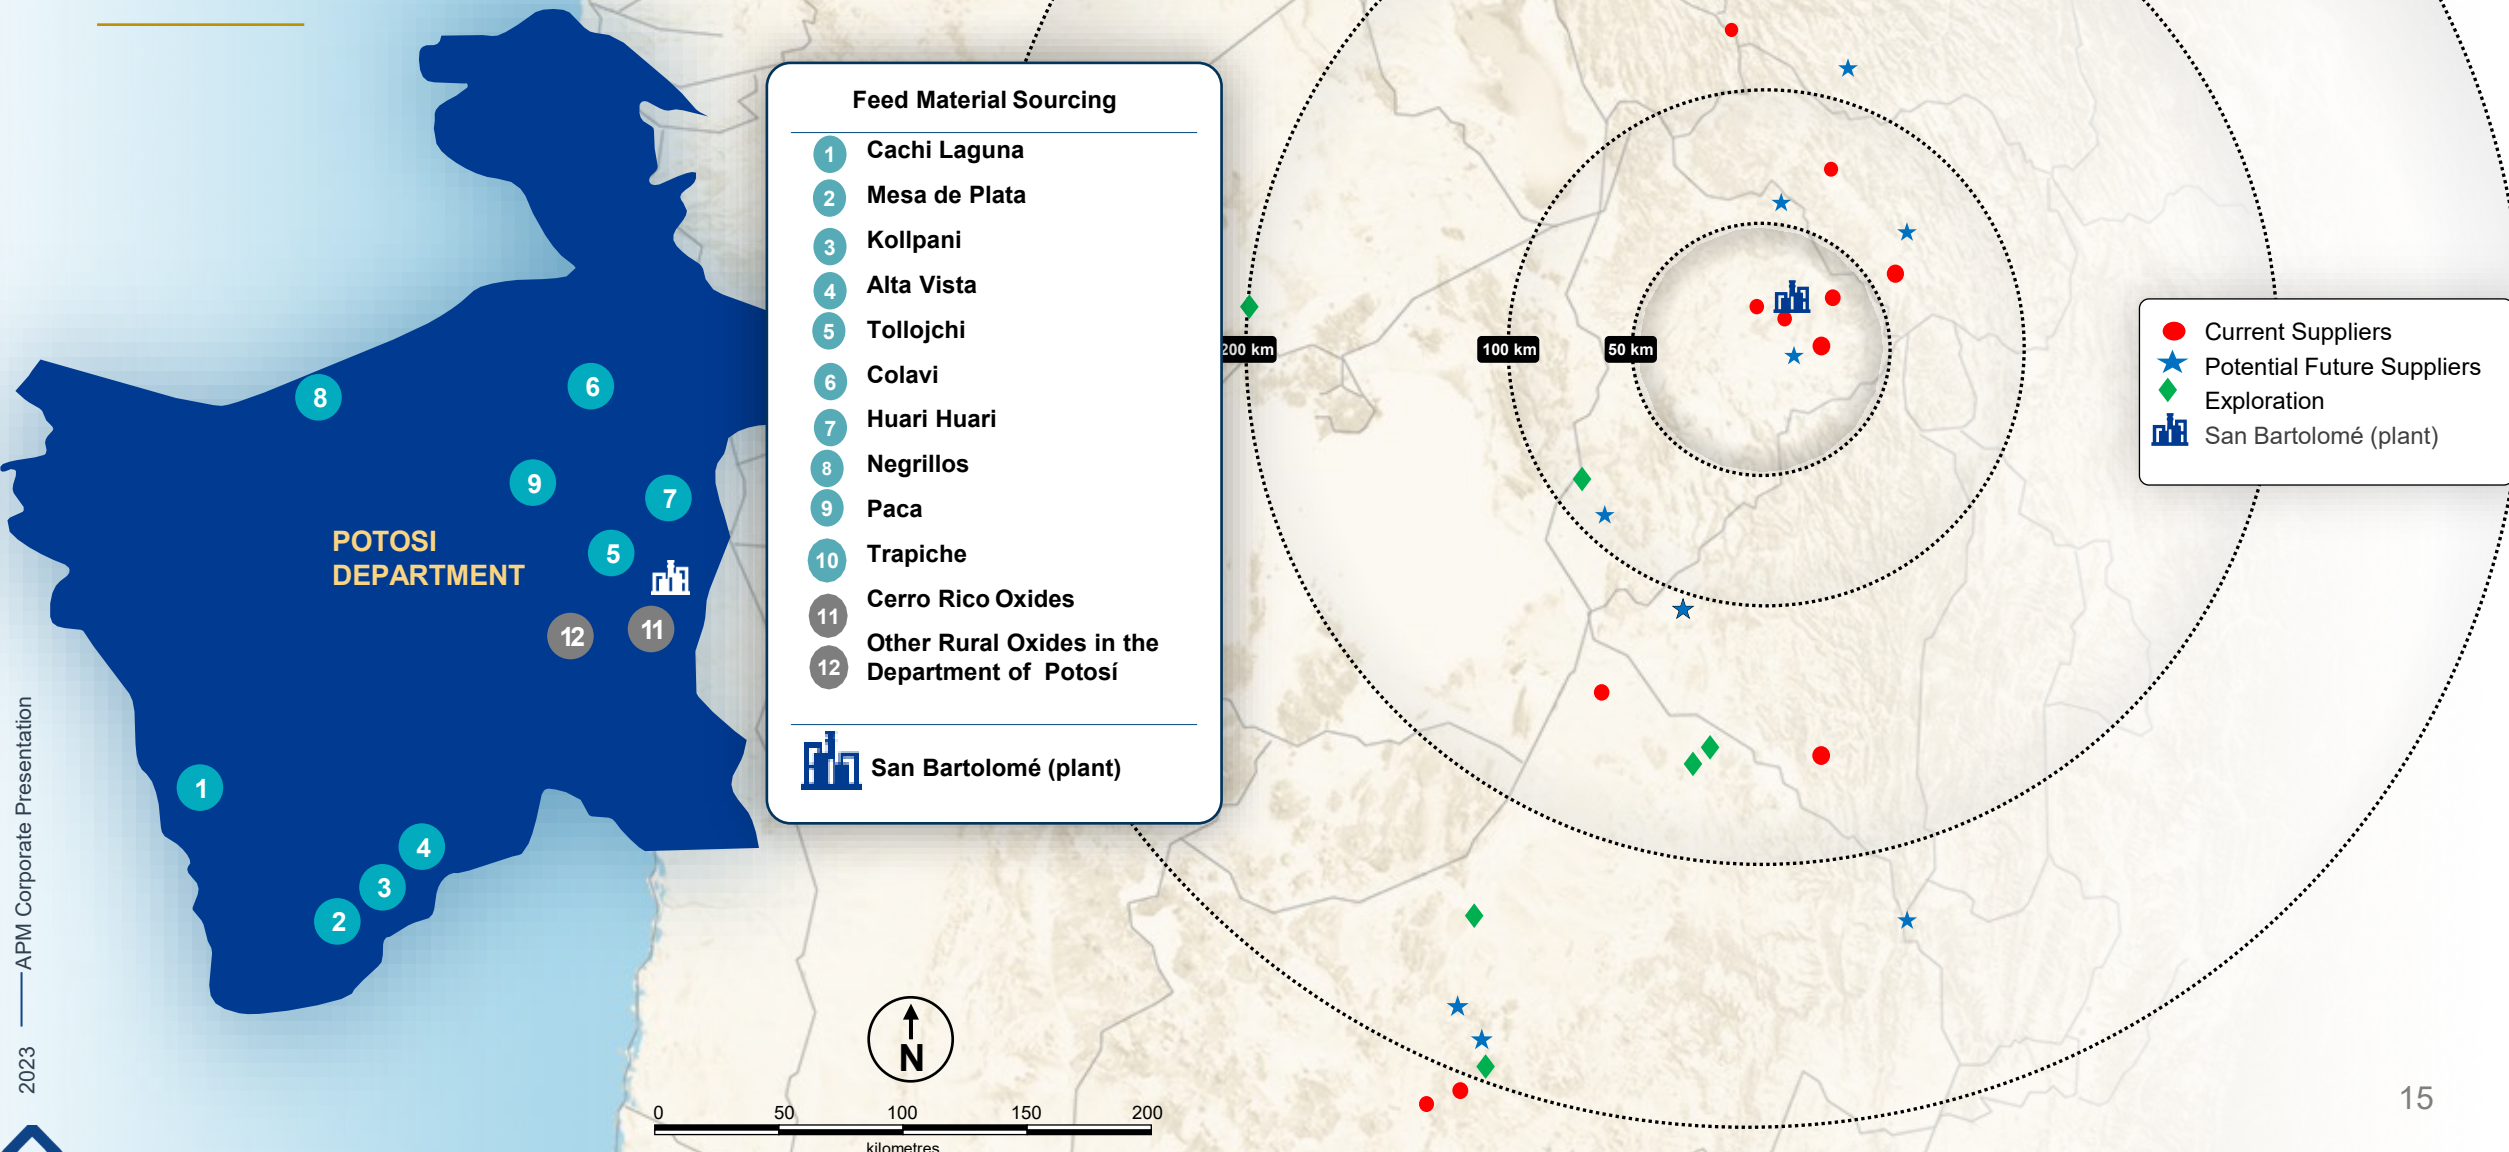 Feed Material Sourcing
1 Cachi Laguna
2 Mesa de Plata
3 Kollpani
4 Alta Vista
5 Tollojchi
6 Colavi
7 Huari Huari
8 Negrillos
9 Paca
10 Trapiche
11 Cerro Rico Oxides
12 Other Rural Oxides in the
Department of Potosí
San Bartolomé (plant)
8
6
9
7
POTOSI
DEPARTMENT
5
12
11
1
4
3
2
200 km
100 km
50 km
Current Suppliers
Potential Future Suppliers
Exploration
San Bartolomé (plant)
N
0 50 100 150 200
kilometres
2023 APM Corporate Presentation
15